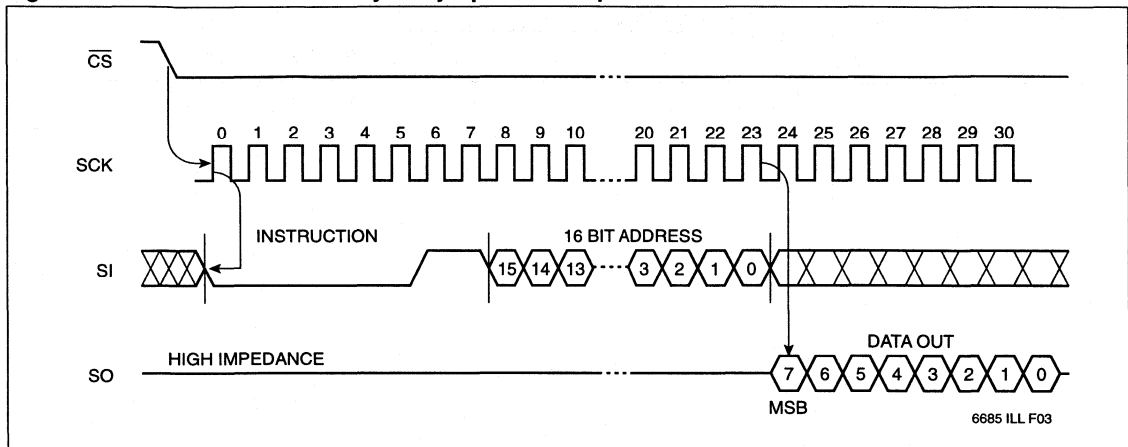 CS
0 1 2 3 4 5 6 7 8 9 10 20 21 22 23 24 25 26 27 28 29 30
SCK
INSTRUCTION
16 BIT ADDRESS
SI
15 14 13 3 2 1 0
HIGH IMPEDANCE
DATA OUT
SO
7 6 5 4 3 2 1 0
MSB
6685 ILL F03